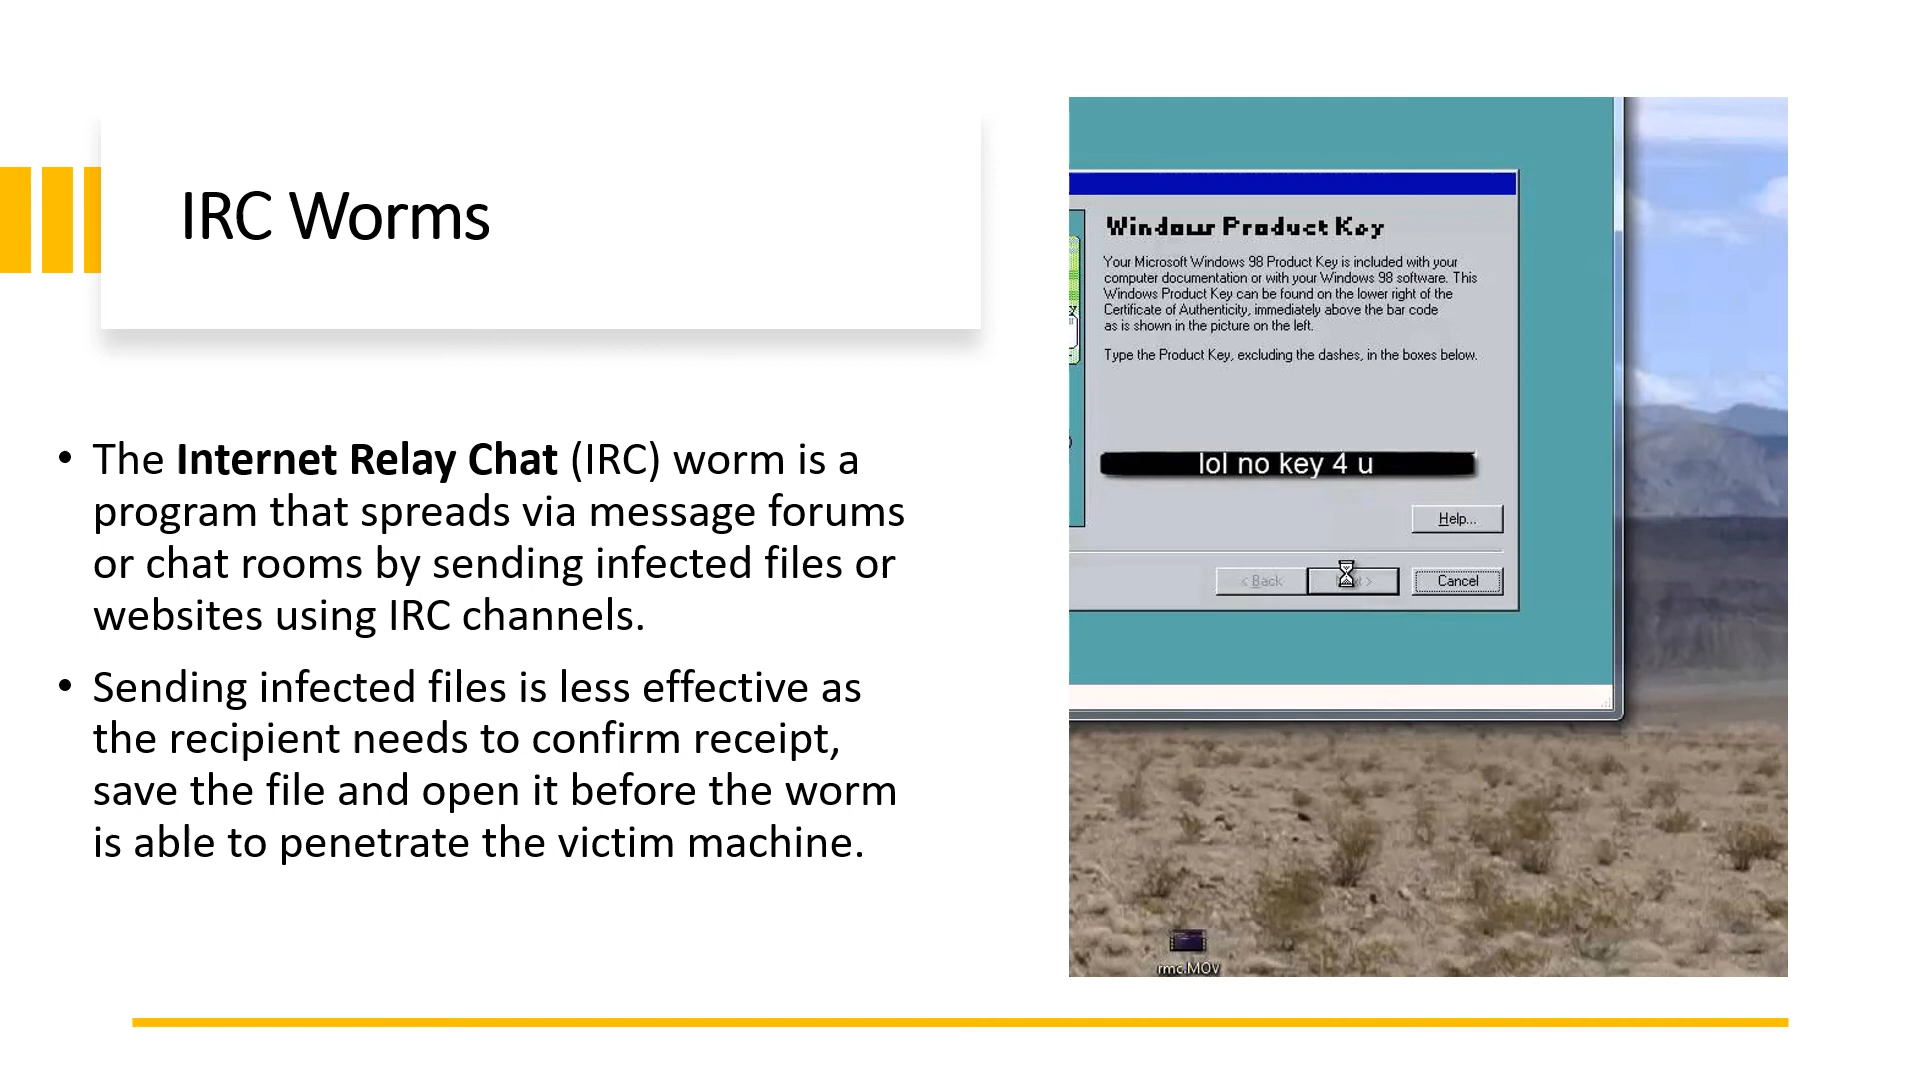 IRC Worms
• The Internet Relay Chat (IRC) worm is a
program that spreads via message forums
or chat rooms by sending infected files or
websites using IRC channels.
• Sending infected files is less effective as
the recipient needs to confirm receipt,
save the file and open it before the worm
is able to penetrate the victim machine.
Windows Product Key
Your Microsoft Windows 98 Product Key is included with your
computer documentation or with your Windows 98 software. This
Windows Product Key can be found on the lower right of the
Certificate of Authenticity, immediately above the bar code
as is shown in the picture on the left.
Type the Product Key, excluding the dashes, in the boxes below.
lol no key 4 u
Help...
< Back
Cancel
rmc.MOV